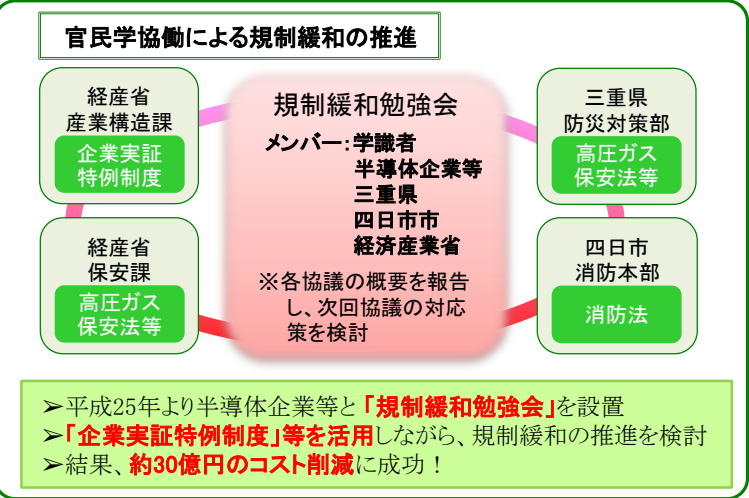 官民学協働による規制緩和の推進
経産省
産業構造課
企業実証
特例制度
経産省
保安課
高圧ガス
保安法等
規制緩和勉強会
メンバー：学識者
半導体企業等
三重県
四日市市
経済産業省
※各協議の概要を報告
し、次回協議の対応
策を検討
三重県
防災対策部
高圧ガス
保安法等
四日市
消防本部
消防法
➢平成25年より半導体企業等と「規制緩和勉強会」を設置
➢「企業実証特例制度」等を活用しながら、規制緩和の推進を検討
➢結果、約30億円のコスト削減に成功！